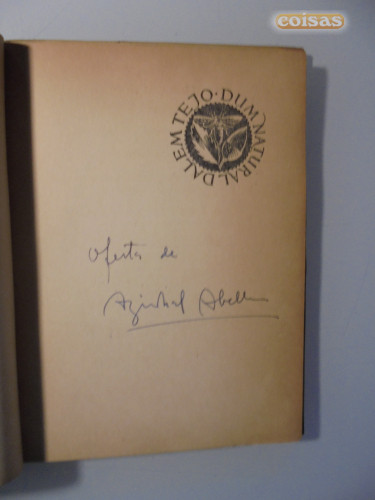 coisas
DUM NATURAL DALEM TEJO
Oferta de
Azinhal Abelho